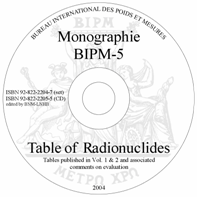 BUREAU INTERNATIONAL DES POIDS ET MESURES
BIPM
Monographie
BIPM-5
ISBN 92-822-2204-7 (set)
ISBN 92-822-2205-5 (CD)
edited by BNM-LNHB
Table of Radionuclides
Tables published in Vol. 1 & 2 and associated
comments on evaluation
ΜΕΤΡΩ ΧΡΩ
2004